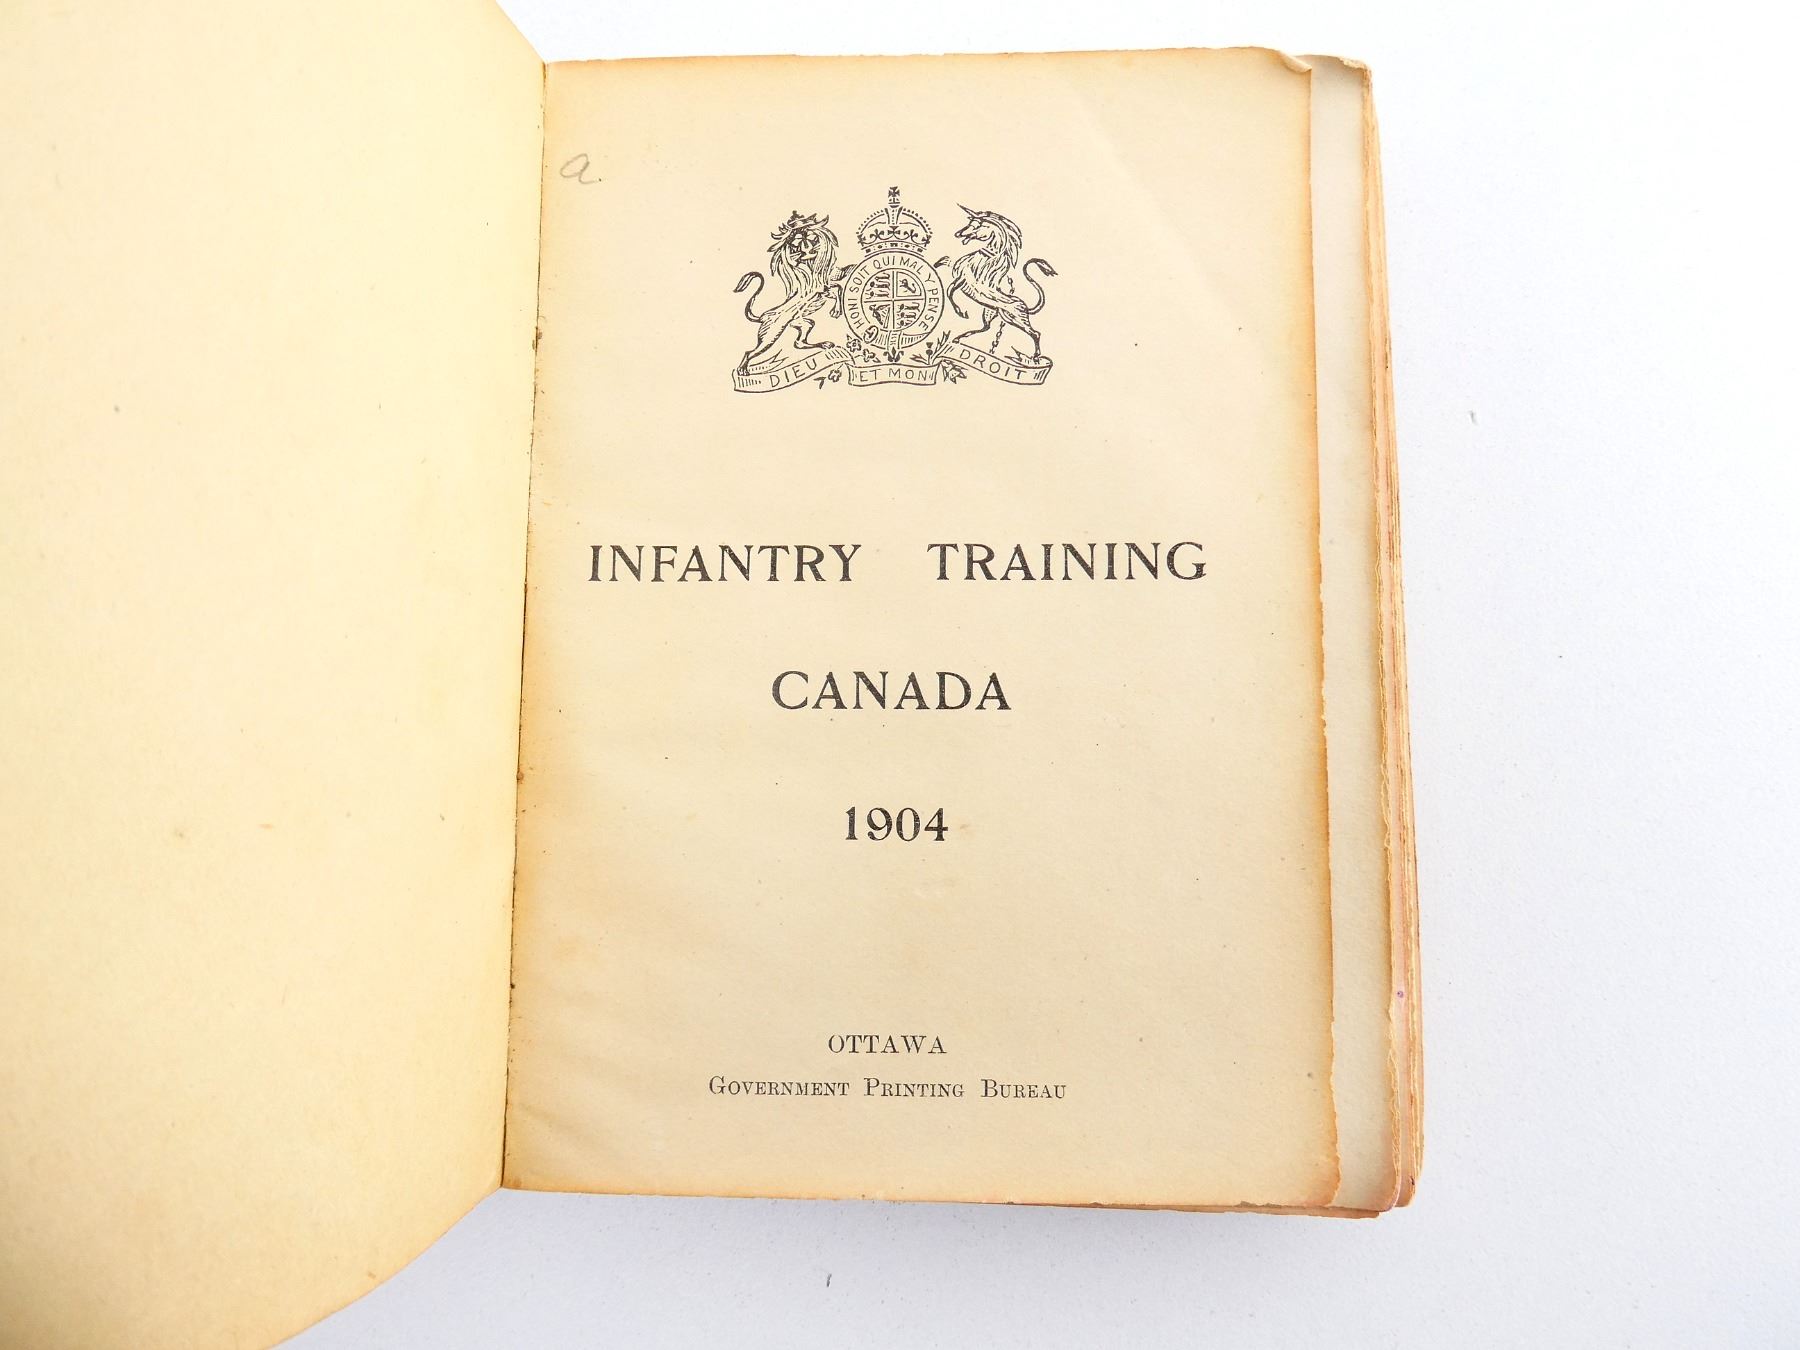 a.
HONI SOIT QUI MAL Y PENSE
DIEU ET MON DROIT
INFANTRY TRAINING
CANADA
1904
OTTAWA
GOVERNMENT PRINTING BUREAU